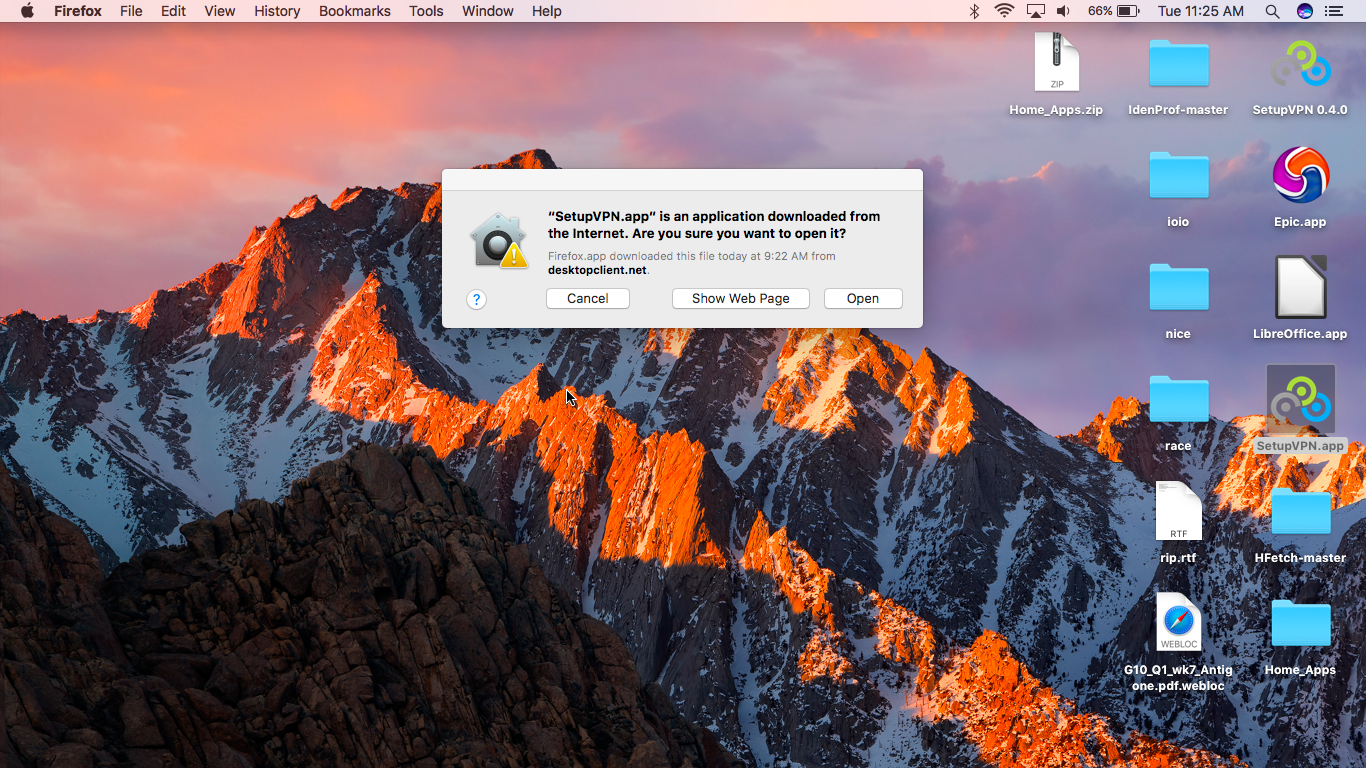 Firefox File Edit View History Bookmarks Tools Window Help 66% Tue 11:25 AM
ZIP
Home_Apps.zip
IdenProf-master
SetupVPN 0.4.0
ioio
Epic.app
"SetupVPN.app" is an application downloaded from
the Internet. Are you sure you want to open it?
Firefox.app downloaded this file today at 9:22 AM from
desktopclient.net.
?
Cancel
Show Web Page
Open
nice
LibreOffice.app
race
SetupVPN.app
RTF
rip.rtf
HFetch-master
WEBLOC
G10_Q1_wk7_Antig
one.pdf.webloc
Home_Apps